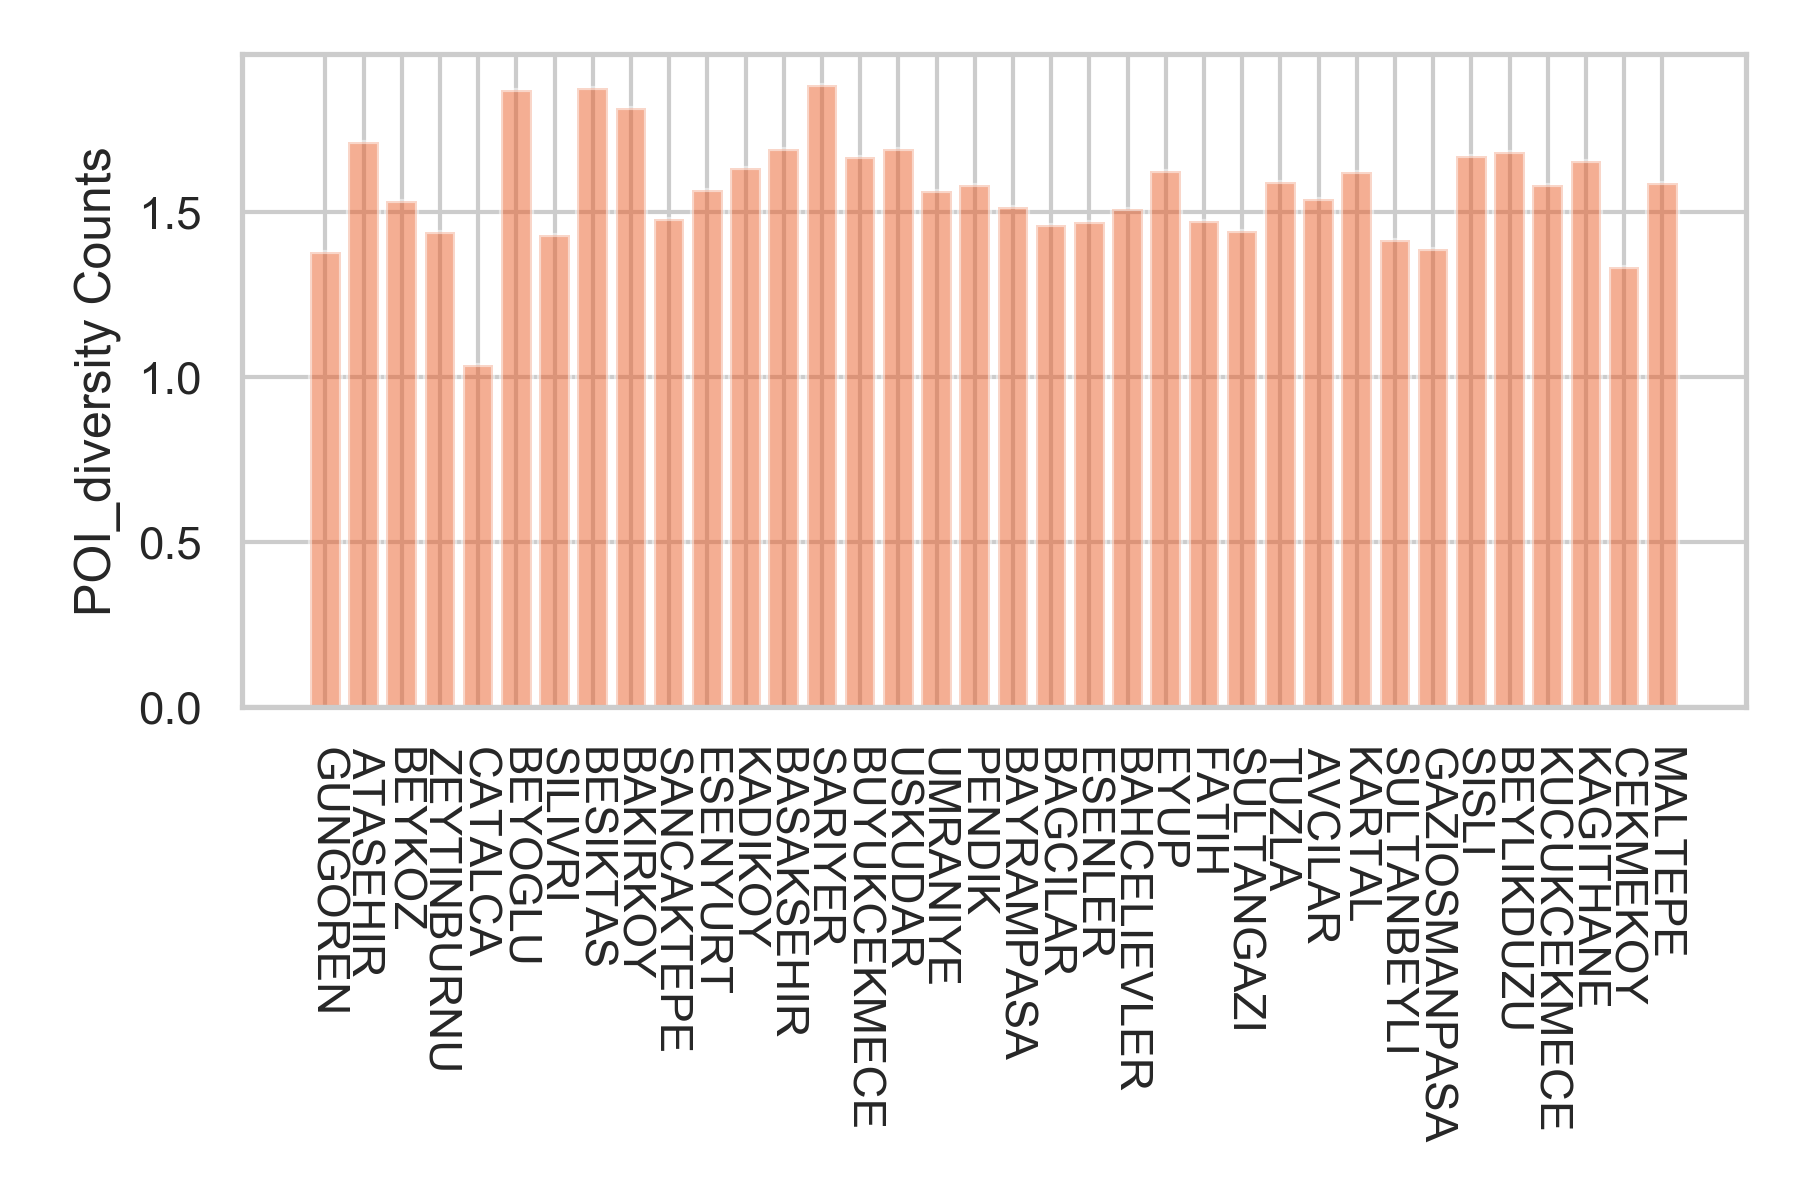 POI_diversity Counts
1.5
1.0
0.5
0.0
GUNGOREN
ATASEHIR
BEYKOZ
ZEYTINBURNU
CATALCA
BEYOGLU
SILIVRI
BESIKTAS
BAKIRKOY
SANCAKTEPE
ESENYURT
KADIKOY
BASAKSEHIR
SARIYER
BUYUKCEKMECE
USKUDAR
UMRANIYE
PENDIK
BAYRAMPASA
BAGCILAR
ESENLER
BAHCELIEVLER
EYUP
FATIH
SULTANGAZI
TUZLA
AVCILAR
KARTAL
SULTANBEYLI
GAZIOSMANPASA
SISLI
BEYLIKDUZU
KUCUKCEKMECE
KAGITHANE
CEKMEKOY
MALTEPE